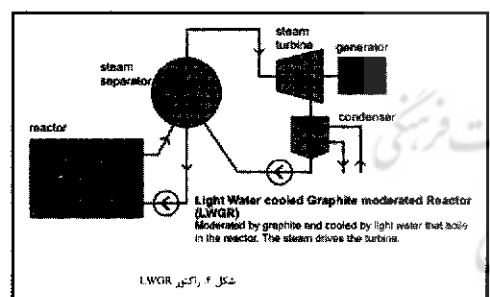 steam
turbine
generator
steam
separator
condenser
reactor
Light Water cooled Graphite moderated Reactor
(LWGR)
Moderated by graphite and cooled by light water that boils
in the reactor. The steam drives the turbine.
شکل ۴. راکتور LWGR